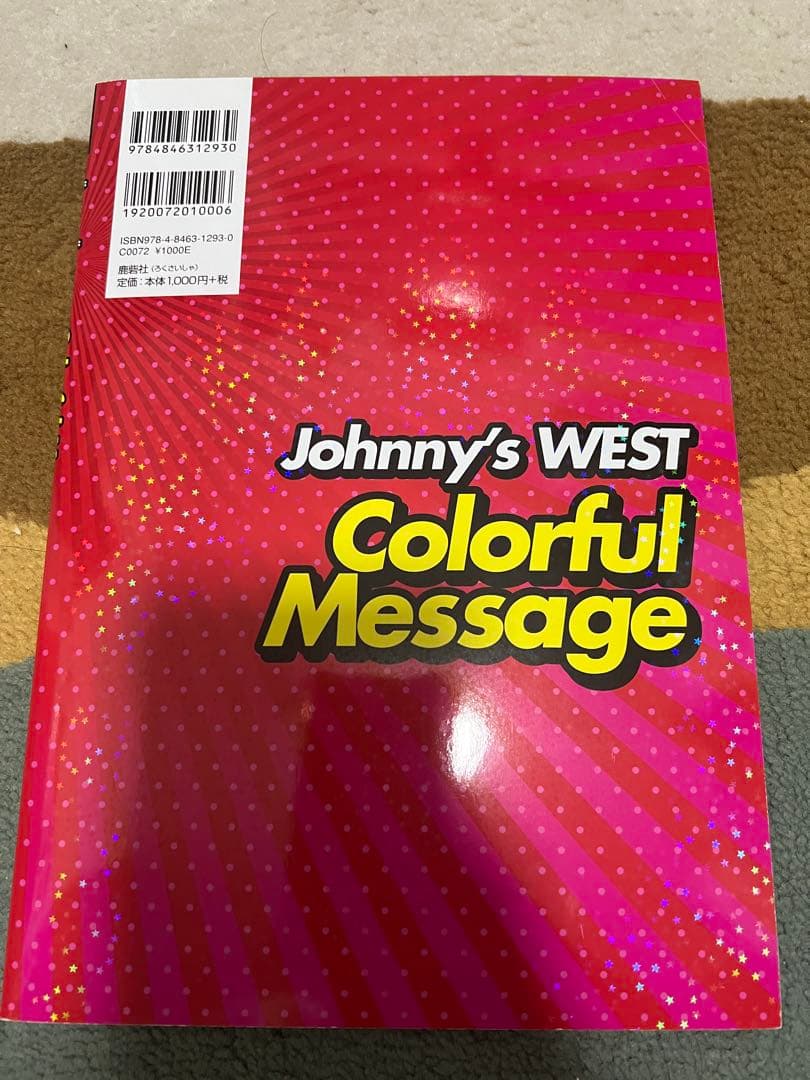 9784846312930
1920072010006
ISBN978-4-8463-1293-0
C0072 ¥1000E
鹿砦社(ろくさいしゃ)
定価:本体1,000円+税
Johnny's WEST
Colorful
Message